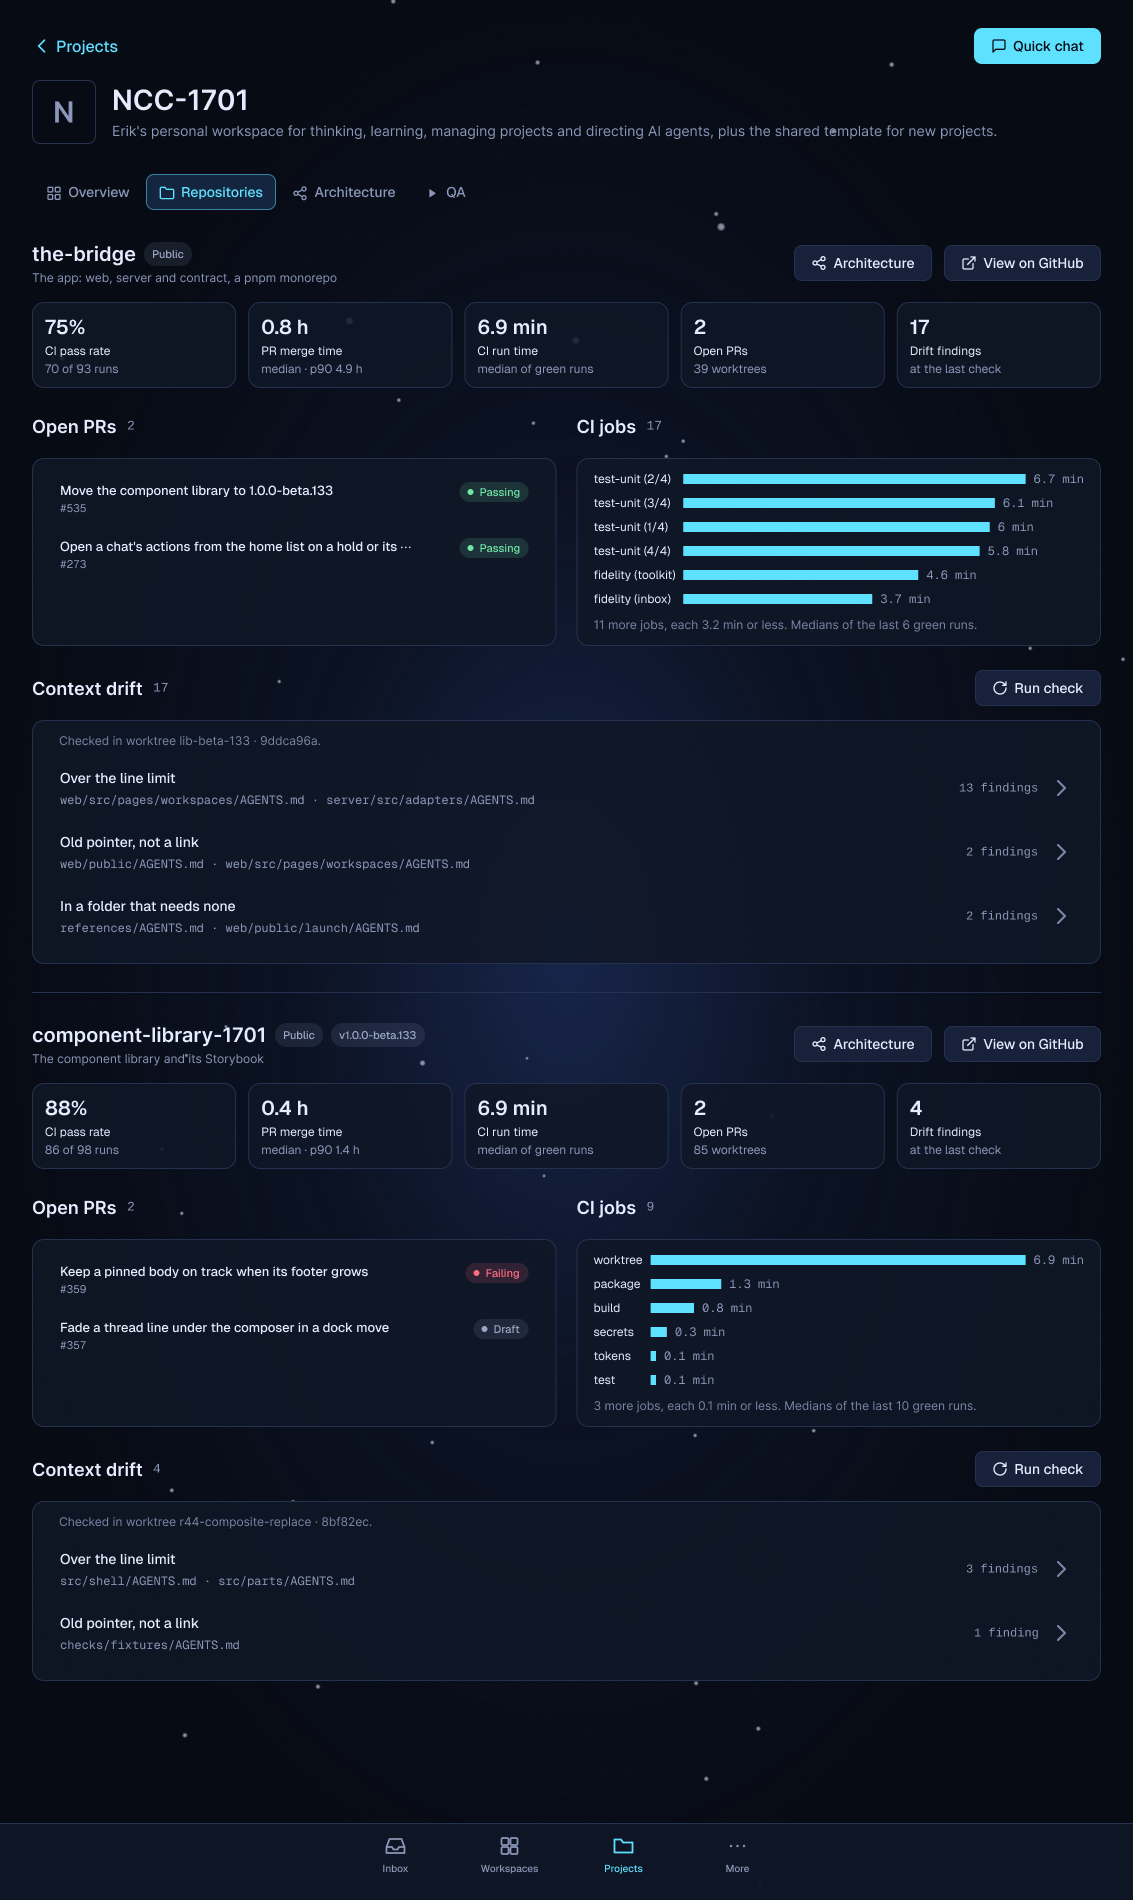 Projects
Quick chat
N
NCC-1701
Erik's personal workspace for thinking, learning, managing projects and directing AI agents, plus the shared template for new projects.
Overview
Repositories
Architecture
QA
the-bridge
Public
The app: web, server and contract, a pnpm monorepo
Architecture
View on GitHub
75%
CI pass rate
70 of 93 runs
0.8 h
PR merge time
median · p90 4.9 h
6.9 min
CI run time
median of green runs
2
Open PRs
39 worktrees
17
Drift findings
at the last check
Open PRs 2
Move the component library to 1.0.0-beta.133
#535
Passing
Open a chat's actions from the home list on a hold or its ···
#273
Passing
CI jobs 17
test-unit (2/4) 6.7 min
test-unit (3/4) 6.1 min
test-unit (1/4) 6 min
test-unit (4/4) 5.8 min
fidelity (toolkit) 4.6 min
fidelity (inbox) 3.7 min
11 more jobs, each 3.2 min or less. Medians of the last 6 green runs.
Context drift 17
Run check
Checked in worktree lib-beta-133 · 9ddca96a.
Over the line limit
web/src/pages/workspaces/AGENTS.md · server/src/adapters/AGENTS.md
13 findings
Old pointer, not a link
web/public/AGENTS.md · web/src/pages/workspaces/AGENTS.md
2 findings
In a folder that needs none
references/AGENTS.md · web/public/launch/AGENTS.md
2 findings
component-library-1701
Public
v1.0.0-beta.133
The component library and its Storybook
Architecture
View on GitHub
88%
CI pass rate
86 of 98 runs
0.4 h
PR merge time
median · p90 1.4 h
6.9 min
CI run time
median of green runs
2
Open PRs
85 worktrees
4
Drift findings
at the last check
Open PRs 2
Keep a pinned body on track when its footer grows
#359
Failing
Fade a thread line under the composer in a dock move
#357
Draft
CI jobs 9
worktree 6.9 min
package 1.3 min
build 0.8 min
secrets 0.3 min
tokens 0.1 min
test 0.1 min
3 more jobs, each 0.1 min or less. Medians of the last 10 green runs.
Context drift 4
Run check
Checked in worktree r44-composite-replace · 8bf82ec.
Over the line limit
src/shell/AGENTS.md · src/parts/AGENTS.md
3 findings
Old pointer, not a link
checks/fixtures/AGENTS.md
1 finding
Inbox
Workspaces
Projects
More